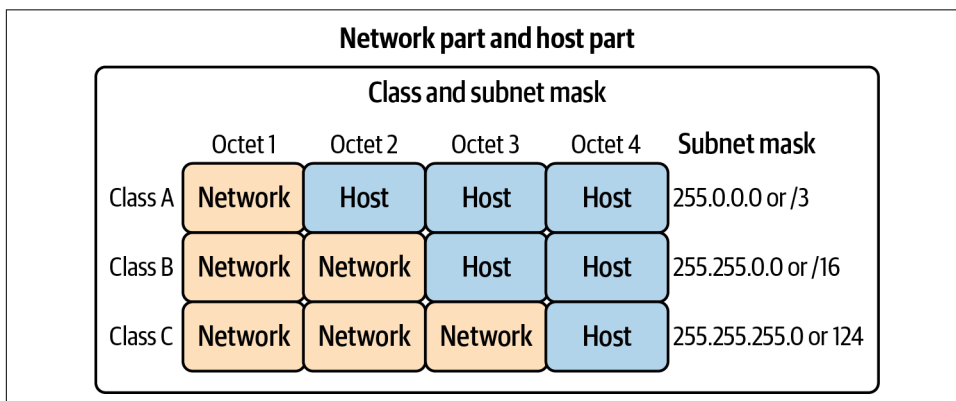 Network part and host part
Class and subnet mask
Octet 1 Octet 2 Octet 3 Octet 4 Subnet mask
Class A Network Host Host Host 255.0.0.0 or /3
Class B Network Network Host Host 255.255.0.0 or /16
Class C Network Network Network Host 255.255.255.0 or 124